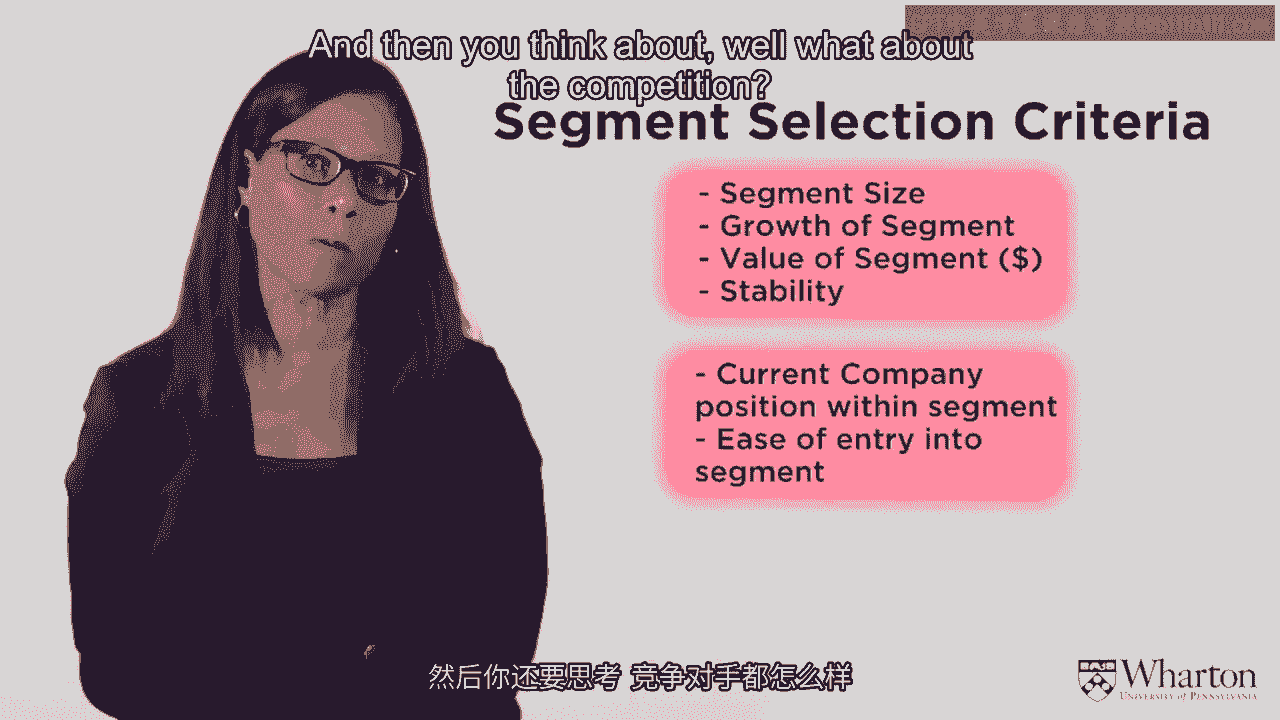 And then you think about, well what about
the competition?
Segment Selection Criteria
- Segment Size
- Growth of Segment
- Value of Segment ($)
- Stability
- Current Company
position within segment
- Ease of entry into
segment
然后你还要思考 竞争对手都怎么样
Wharton
UNIVERSITY of PENNSYLVANIA